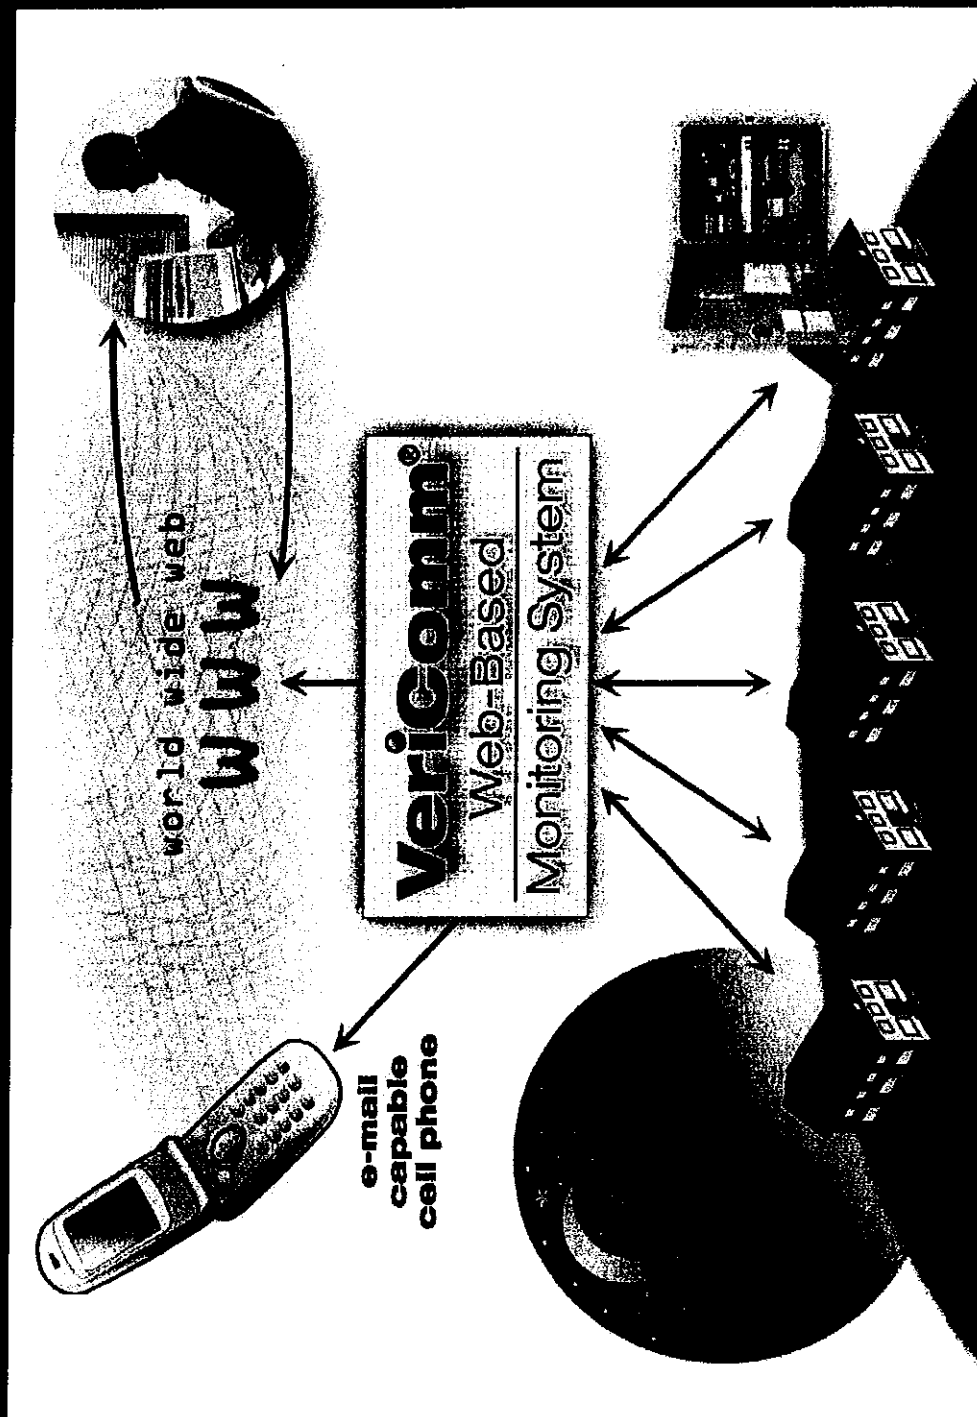 world wide web
WWW
Vericomm®
Web-Based
Monitoring System
e-mail
capable
cell phone